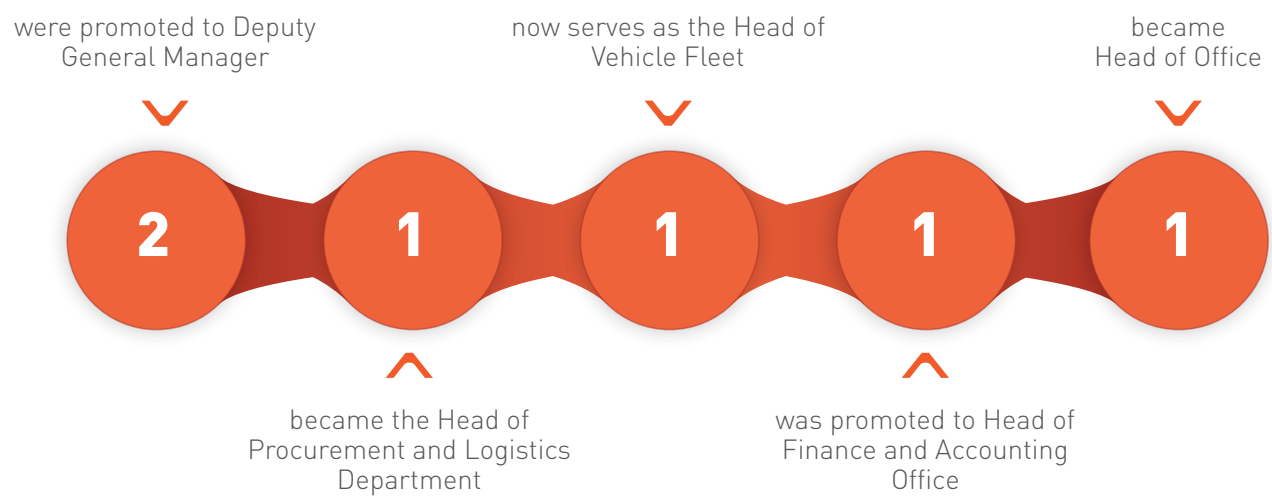 were promoted to Deputy
General Manager
now serves as the Head of
Vehicle Fleet
became
Head of Office
2
1
1
1
1
became the Head of
Procurement and Logistics
Department
was promoted to Head of
Finance and Accounting
Office